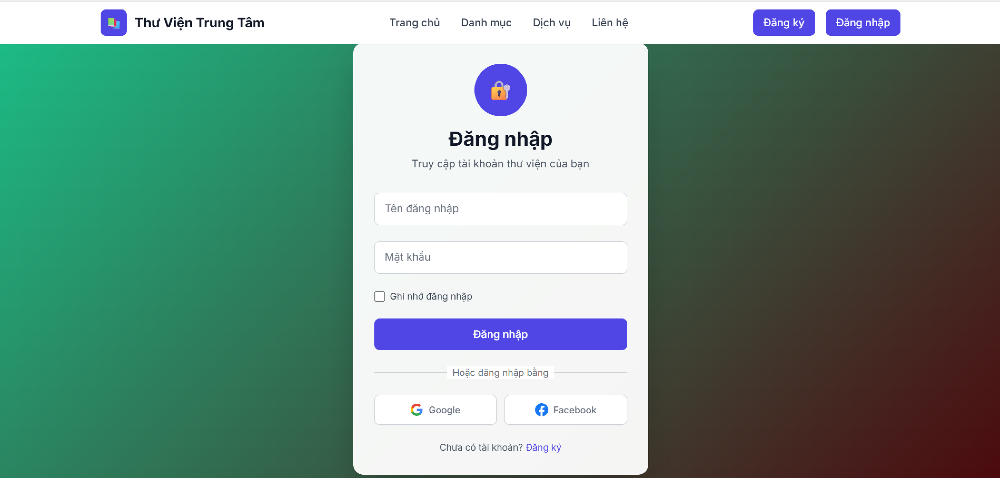 Thư Viện Trung Tâm
Trang chủ
Danh mục
Dịch vụ
Liên hệ
Đăng ký
Đăng nhập
Đăng nhập
Truy cập tài khoản thư viện của bạn
Tên đăng nhập
Mật khẩu
Ghi nhớ đăng nhập
Đăng nhập
Hoặc đăng nhập bằng
Google
Facebook
Chưa có tài khoản? Đăng ký